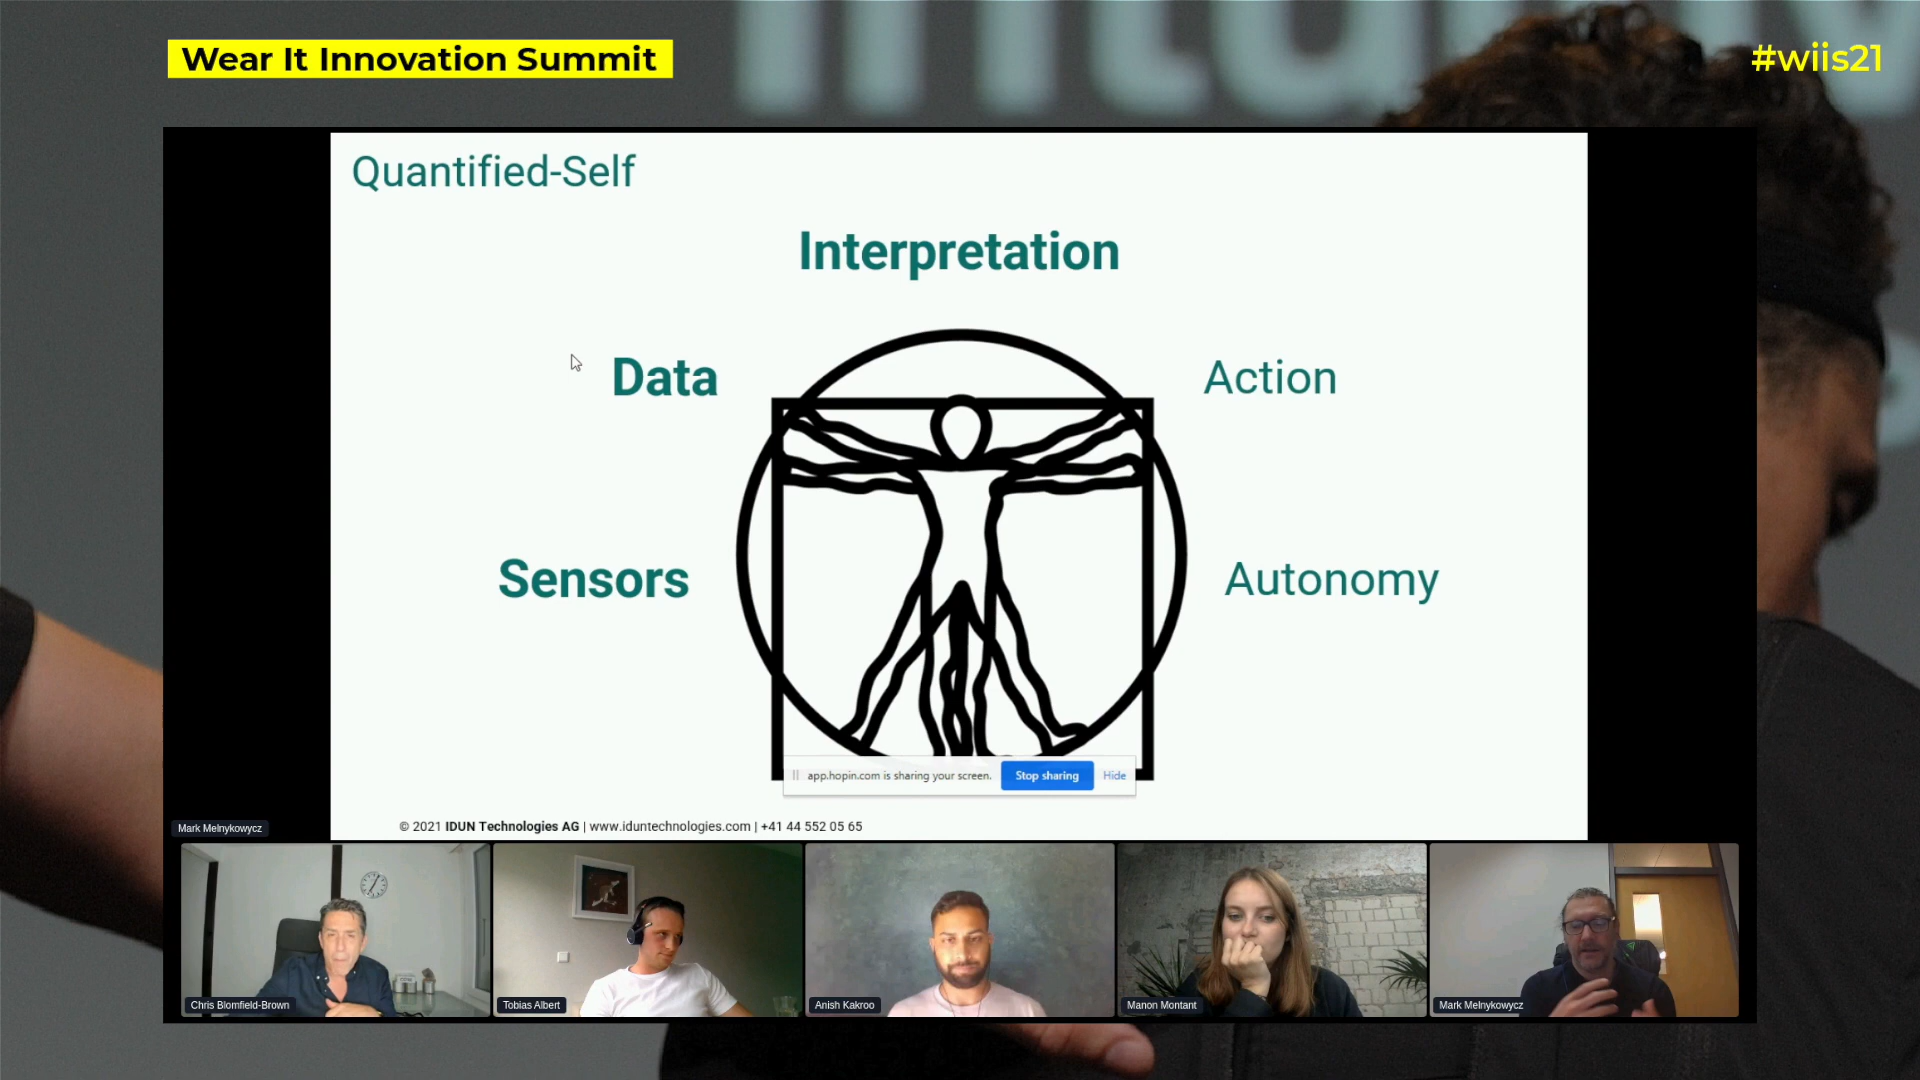 Wear It Innovation Summit
#wiis21
Quantified-Self
Interpretation
Data
Action
Sensors
Autonomy
app.hopin.com is sharing your screen.
Stop sharing
Hide
© 2021 IDUN Technologies AG | www.iduntechnologies.com | +41 44 552 05 65
Mark Melnykowycz
Chris Blomfield-Brown
Tobias Albert
Anish Kakroo
Manon Montant
Mark Melnykowycz